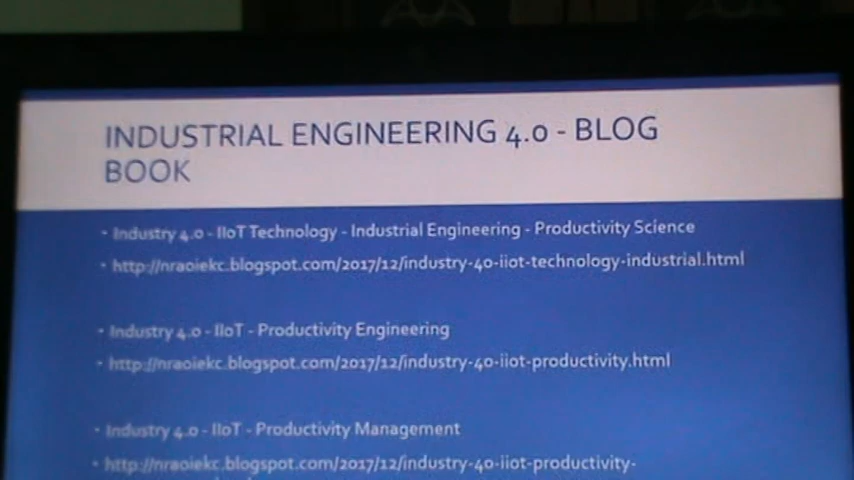 INDUSTRIAL ENGINEERING 4.0 - BLOG
BOOK
• Industry 4.0 - IIoT Technology - Industrial Engineering - Productivity Science
• http://nraoiekc.blogspot.com/2017/12/industry-40-iiot-technology-industrial.html
• Industry 4.0 - IIoT - Productivity Engineering
• http://nraoiekc.blogspot.com/2017/12/industry-40-iiot-productivity.html
• Industry 4.0 - IIoT - Productivity Management
• http://nraoiekc.blogspot.com/2017/12/industry-40-iiot-productivity-